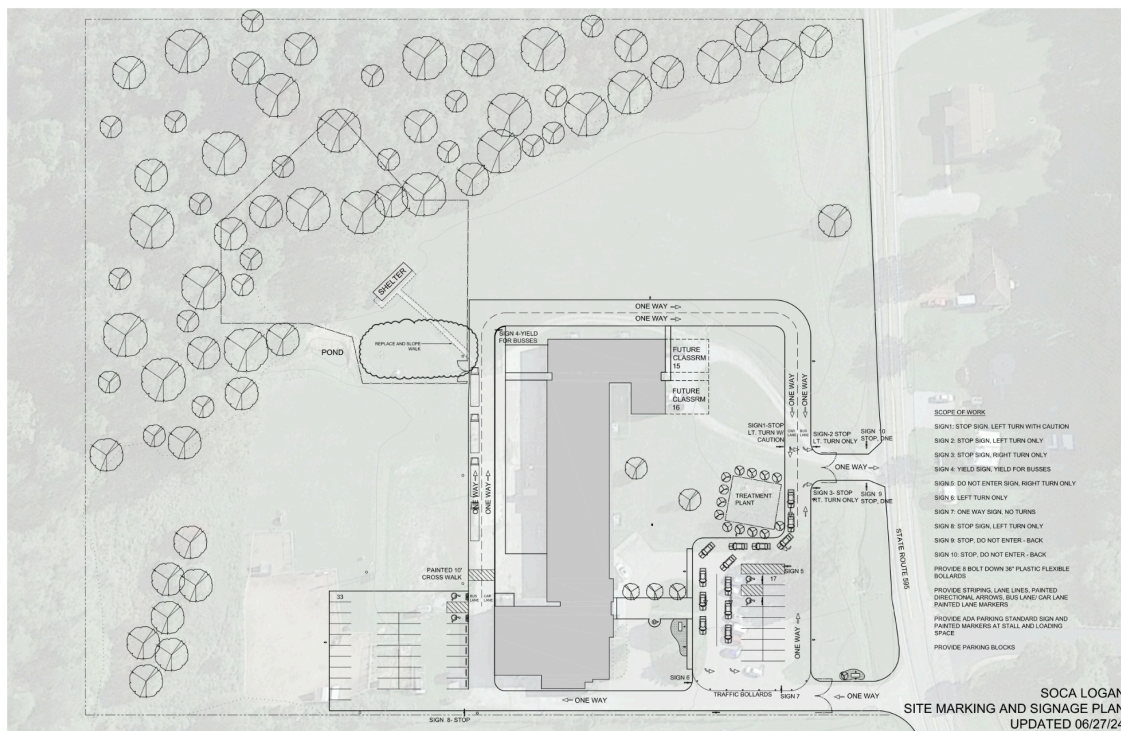 SHELTER
ONE WAY
ONE WAY
SIGN 4-YIELD
FOR BUSSES
REPLACE AND SLOPE
WALK
POND
FUTURE
CLASSRM
15
FUTURE
CLASSRM
16
ONE WAY
ONE WAY
SIGN1-STOP
LT. TURN W/
CAUTION
CAR
LANE
BUS
LANE
SIGN-2 STOP
LT. TURN ONLY
SIGN 10
STOP, DNE
ONE WAY
ONE WAY
ONE WAY
TREATMENT
PLANT
SIGN 3- STOP
RT. TURN ONLY
SIGN 9
STOP, DNE
STATE ROUTE 595
PAINTED 10'
CROSS WALK
BUS
LANE
CAR
LANE
33
SIGN 5
17
ONE WAY
SIGN 6
TRAFFIC BOLLARDS
SIGN 7
ONE WAY
ONE WAY
SIGN 8- STOP
SCOPE OF WORK
SIGN1: STOP SIGN, LEFT TURN WITH CAUTION
SIGN 2: STOP SIGN, LEFT TURN ONLY
SIGN 3: STOP SIGN, RIGHT TURN ONLY
SIGN 4: YIELD SIGN, YIELD FOR BUSSES
SIGN 5: DO NOT ENTER SIGN, RIGHT TURN ONLY
SIGN 6: LEFT TURN ONLY
SIGN 7: ONE WAY SIGN, NO TURNS
SIGN 8: STOP SIGN, LEFT TURN ONLY
SIGN 9: STOP, DO NOT ENTER - BACK
SIGN 10: STOP, DO NOT ENTER - BACK
PROVIDE 8 BOLT DOWN 36" PLASTIC FLEXIBLE
BOLLARDS
PROVIDE STRIPING, LANE LINES, PAINTED
DIRECTIONAL ARROWS, BUS LANE/ CAR LANE
PAINTED LANE MARKERS
PROVIDE ADA PARKING STANDARD SIGN AND
PAINTED MARKERS AT STALL AND LOADING
SPACE
PROVIDE PARKING BLOCKS
SOCA LOGAN
SITE MARKING AND SIGNAGE PLAN
UPDATED 06/27/24